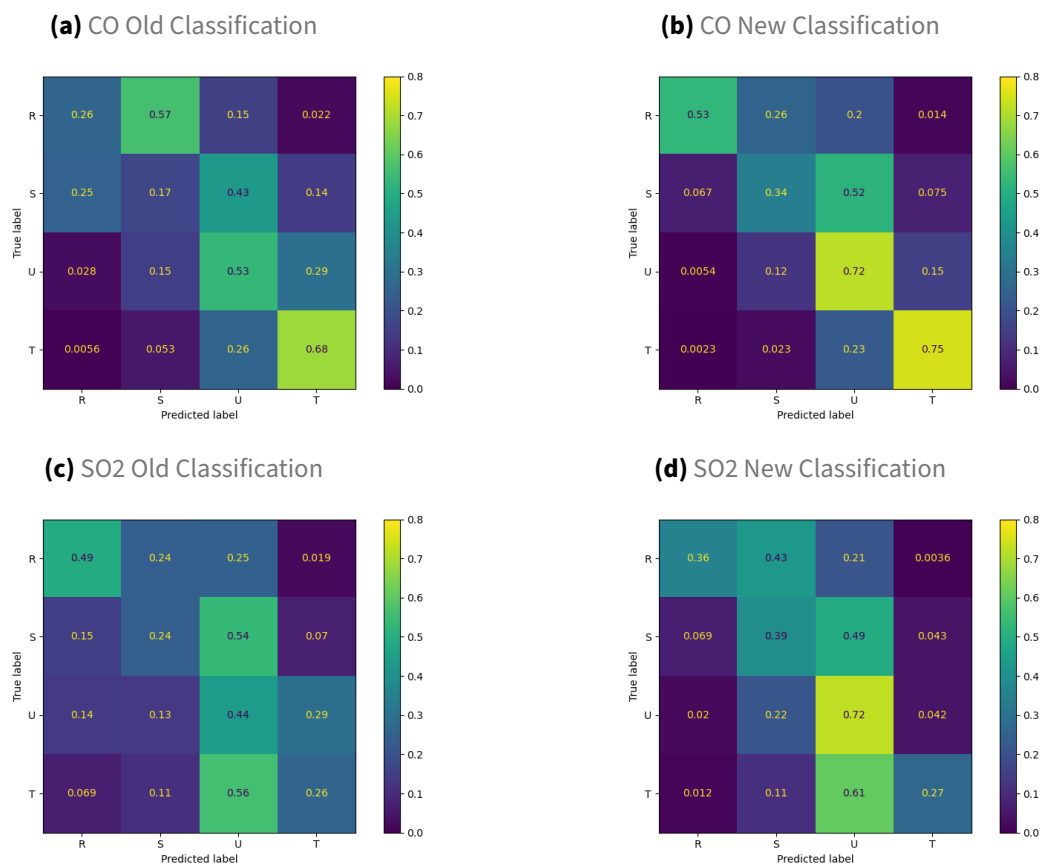 (a) CO Old Classification
(b) CO New Classification
0.8
R 0.26 0.57 0.15 0.022
0.7
0.6
S 0.25 0.17 0.43 0.14
0.5
True label
0.4
U 0.028 0.15 0.53 0.29
0.3
0.2
T 0.0056 0.053 0.26 0.68
0.1
0.0
R S U T
Predicted label
0.8
R 0.53 0.26 0.2 0.014
0.7
0.6
S 0.067 0.34 0.52 0.075
0.5
True label
0.4
U 0.0054 0.12 0.72 0.15
0.3
0.2
T 0.0023 0.023 0.23 0.75
0.1
0.0
R S U T
Predicted label
(c) SO2 Old Classification
(d) SO2 New Classification
0.8
R 0.49 0.24 0.25 0.019
0.7
0.6
S 0.15 0.24 0.54 0.07
0.5
True label
0.4
U 0.14 0.13 0.44 0.29
0.3
0.2
T 0.069 0.11 0.56 0.26
0.1
0.0
R S U T
Predicted label
0.8
R 0.36 0.43 0.21 0.0036
0.7
0.6
S 0.069 0.39 0.49 0.043
0.5
True label
0.4
U 0.02 0.22 0.72 0.042
0.3
0.2
T 0.012 0.11 0.61 0.27
0.1
0.0
R S U T
Predicted label